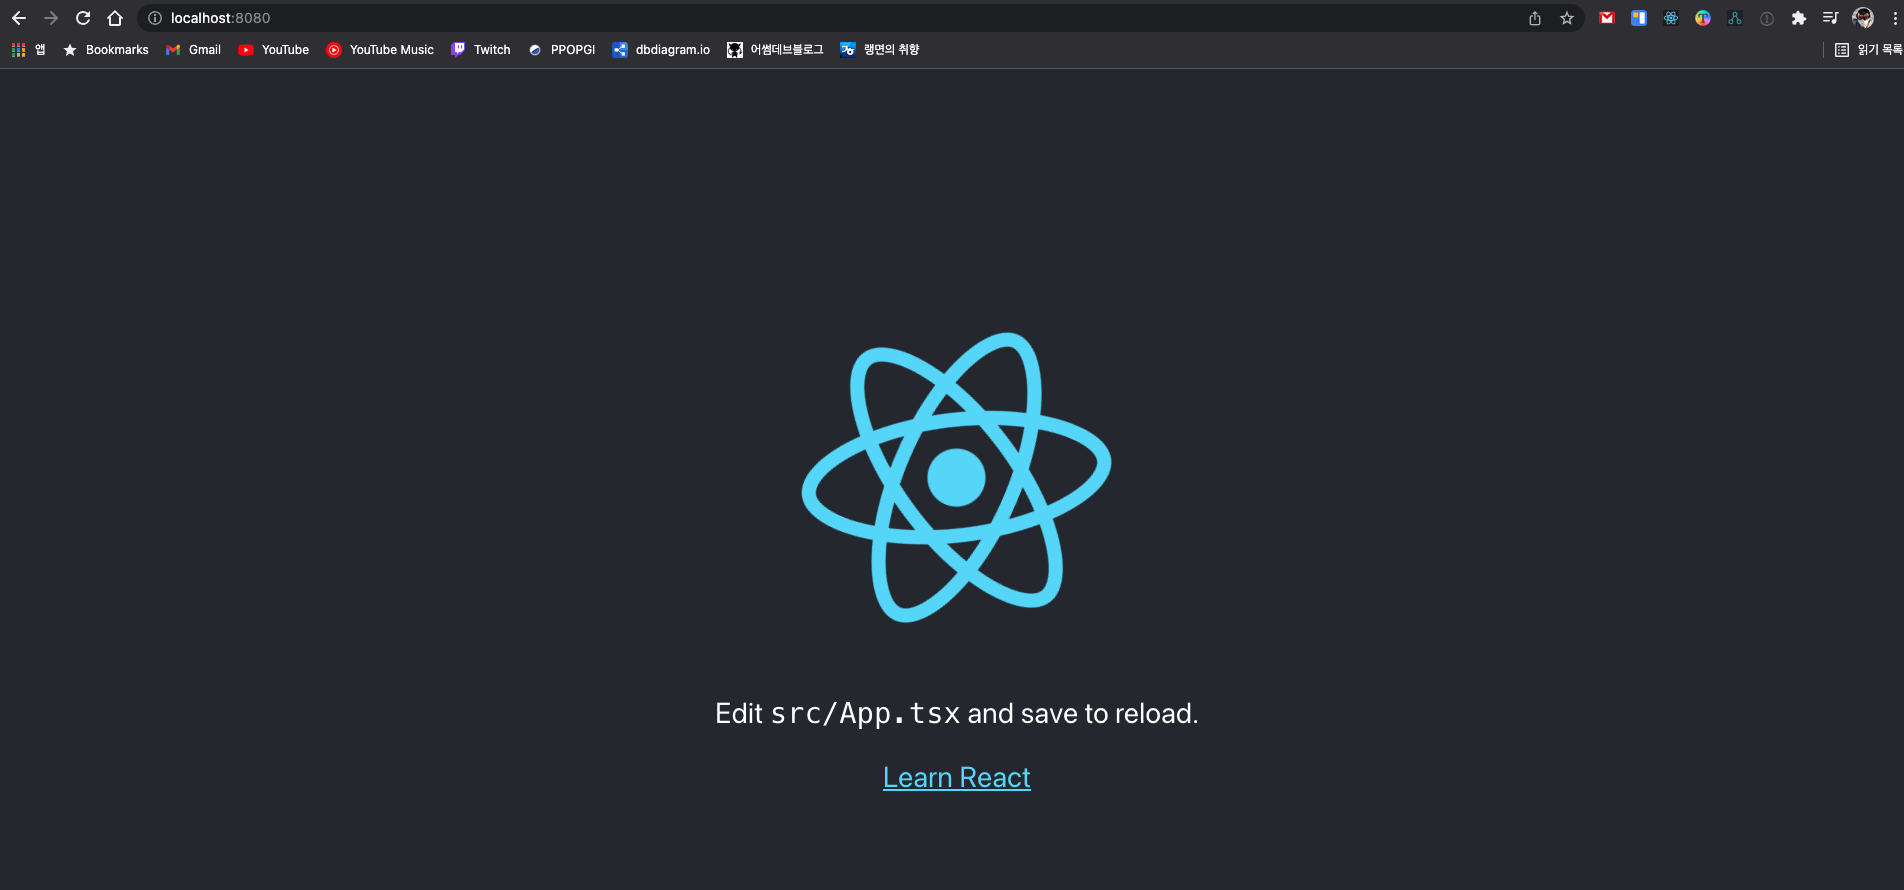 localhost:8080
앱 Bookmarks Gmail YouTube YouTube Music Twitch PPOPGI dbdiagram.io 어썸데브블로그 랭면의 취향 읽기 목록
Edit src/App.tsx and save to reload.
Learn React